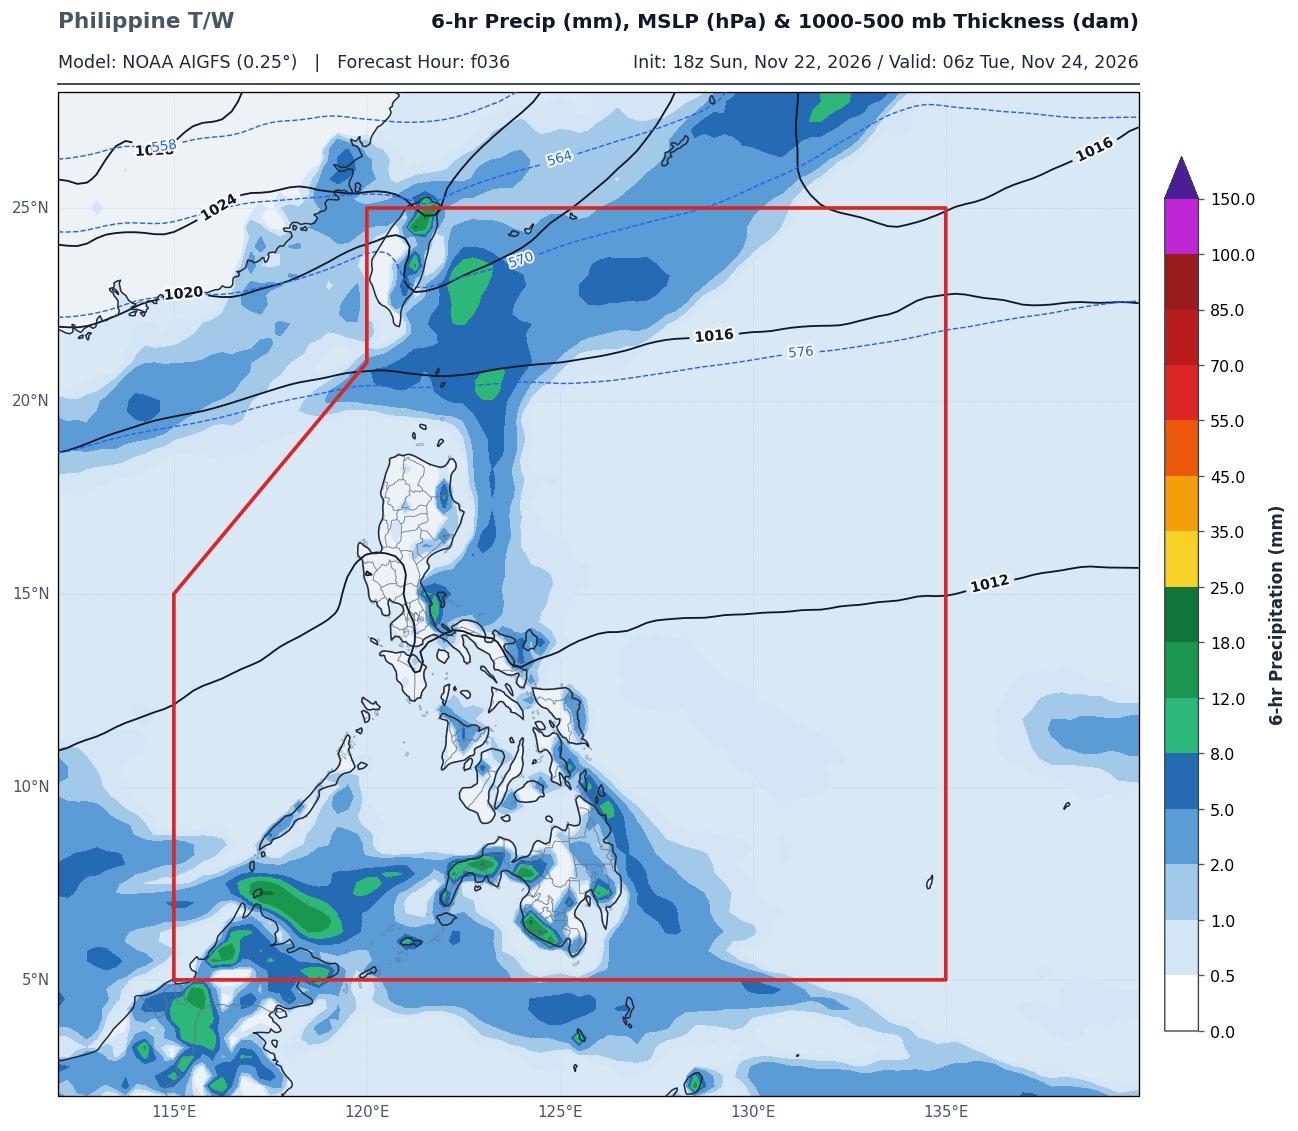 Philippine T/W
6-hr Precip (mm), MSLP (hPa) & 1000-500 mb Thickness (dam)
Model: NOAA AIGFS (0.25°)   |   Forecast Hour: f036
Init: 18z Sun, Nov 22, 2026 / Valid: 06z Tue, Nov 24, 2026
558
564
1016
1024
25°N
570
1020
1016
576
20°N
15°N
1012
10°N
5°N
115°E
120°E
125°E
130°E
135°E
150.0
100.0
85.0
70.0
55.0
45.0
35.0
25.0
18.0
12.0
8.0
5.0
2.0
1.0
0.5
0.0
6-hr Precipitation (mm)